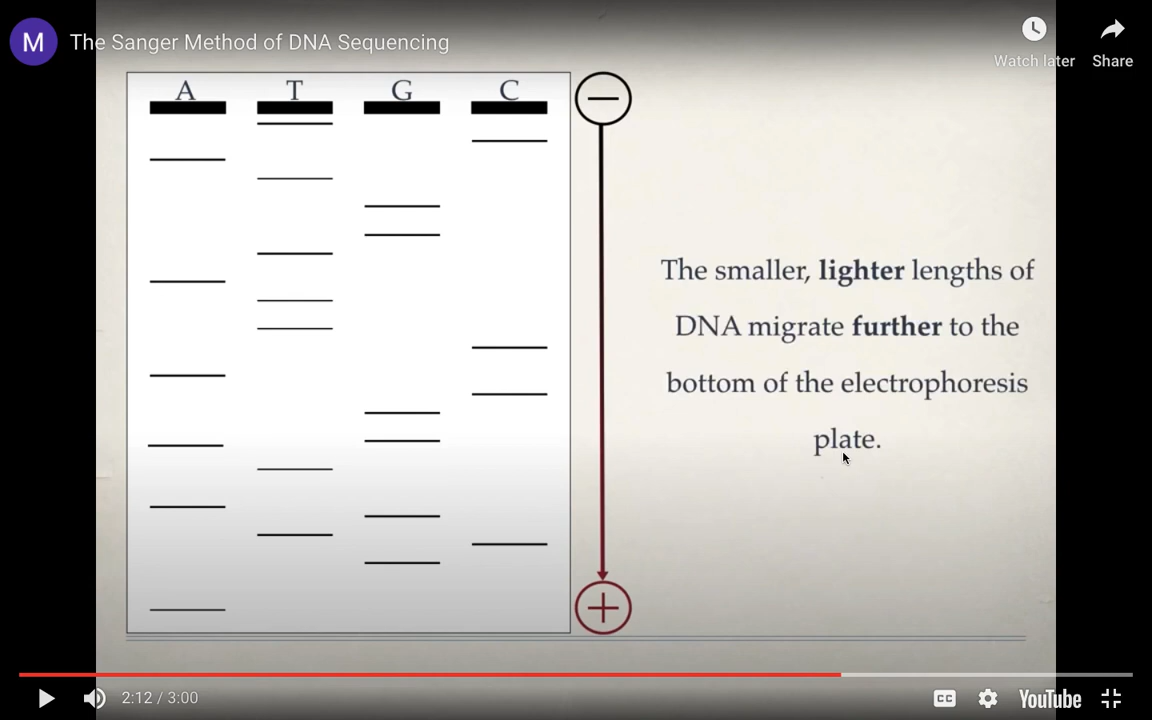 M
The Sanger Method of DNA Sequencing
Watch later
Share
A T G C
The smaller, lighter lengths of
DNA migrate further to the
bottom of the electrophoresis
plate.
2:12 / 3:00
CC
YouTube